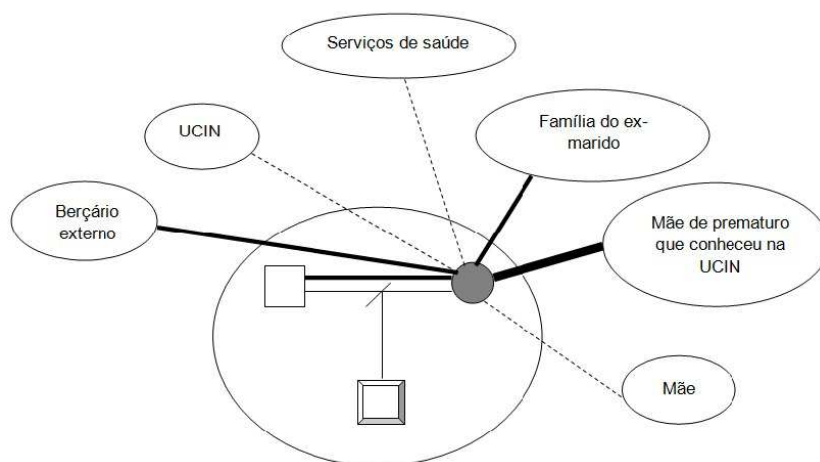 Serviços de saúde
UCIN
Família do ex-
marido
Berçário
externo
Mãe de prematuro
que conheceu na
UCIN
Mãe